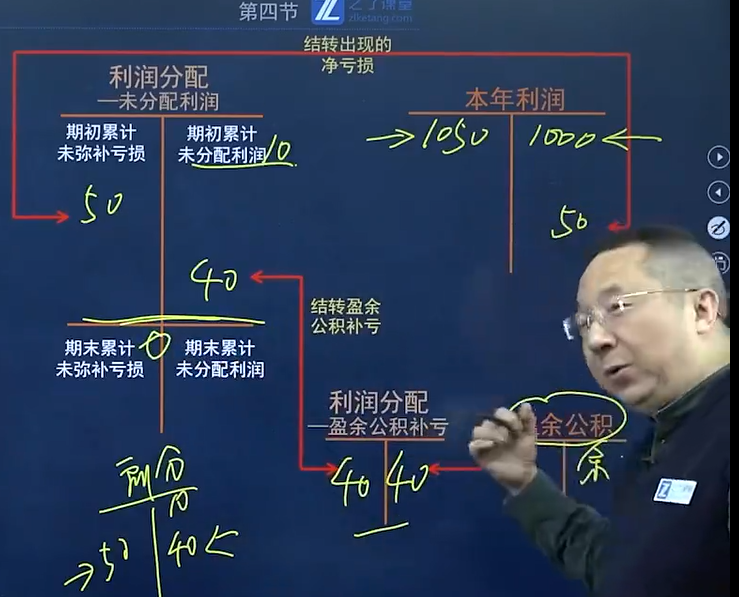 第四节
之了课堂
zlketang.com
结转出现的
净亏损
利润分配
—未分配利润
期初累计
未弥补亏损
期初累计
未分配利润
10
50
40
0
期末累计
未弥补亏损
期末累计
未分配利润
本年利润
1050
1000
50
结转盈余
公积补亏
利润分配
—盈余公积补亏
40
40
余公积
余
利分
10
50
40